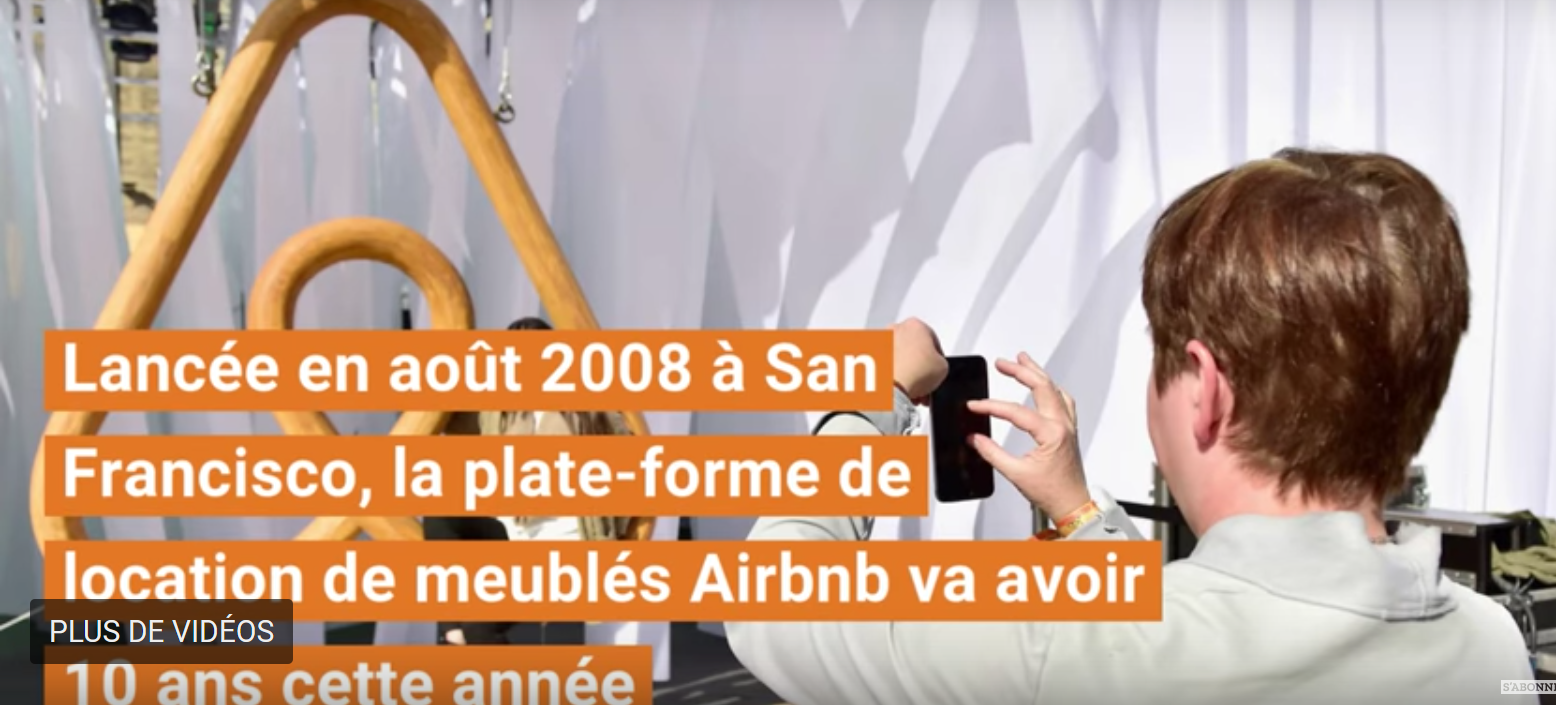 Lancée en août 2008 à San
Francisco, la plate-forme de
location de meublés Airbnb va avoir
PLUS DE VIDÉOS
10 ans cette année
S'ABONNE